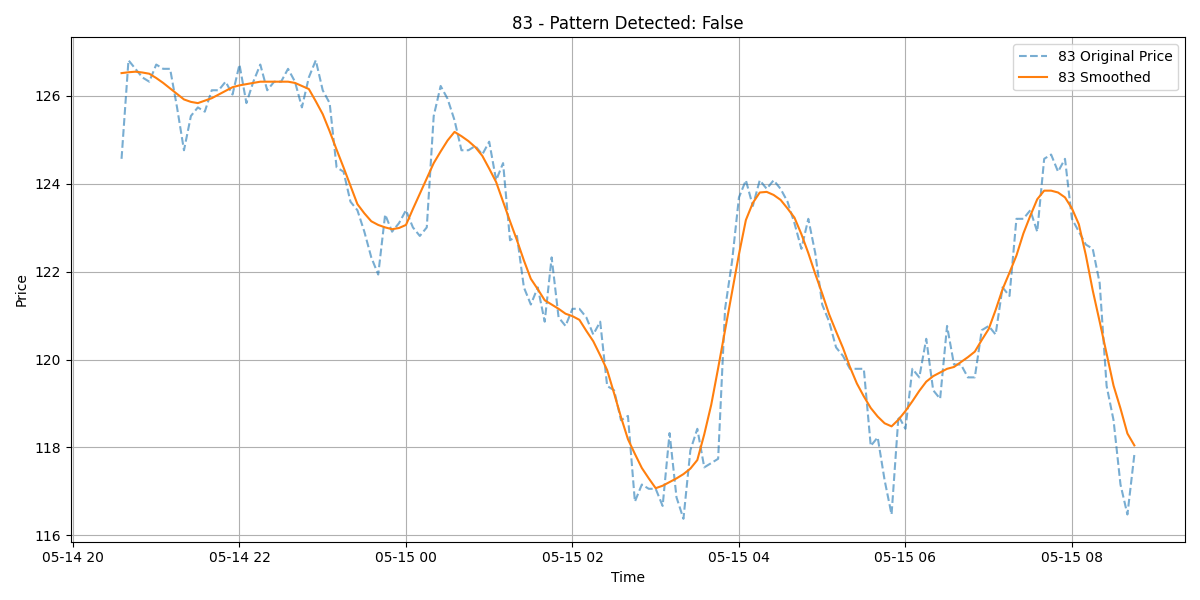 83 - Pattern Detected: False
83 Original Price
83 Smoothed
Price
126
124
122
120
118
116
05-14 20 05-14 22 05-15 00 05-15 02 05-15 04 05-15 06 05-15 08
Time